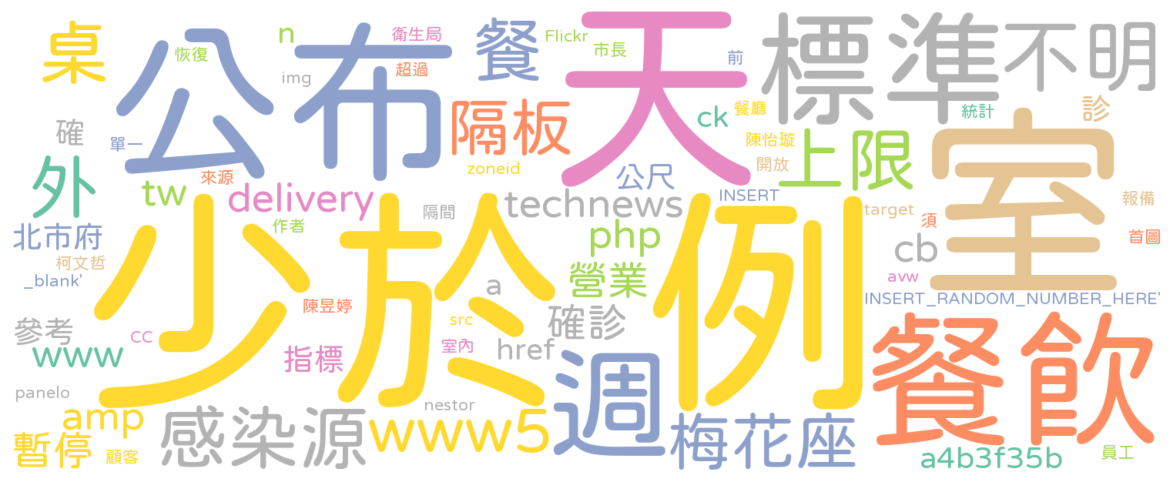 桌
恢復
公布
n
img
衛生局
超過
餐
Flickr
市長
天
前
標準
不明
統計
診
確
單一
隔板
ck
餐廳
陳怡璇
開放
上限
室
外
tw
來源
delivery
作者
隔間
zoneid
公尺
technews
INSERT
target
須
報備
首圖
北市府
柯文哲
_blank'
少於
例
php
cb
avw
營業
a
INSERT_RANDOM_NUMBER_HERE'
參考
cc
陳昱婷
src
確診
室內
href
www
指標
週
餐飲
panelo
amp
nestor
感染源
www5
梅花座
暫停
顧客
a4b3f35b
員工